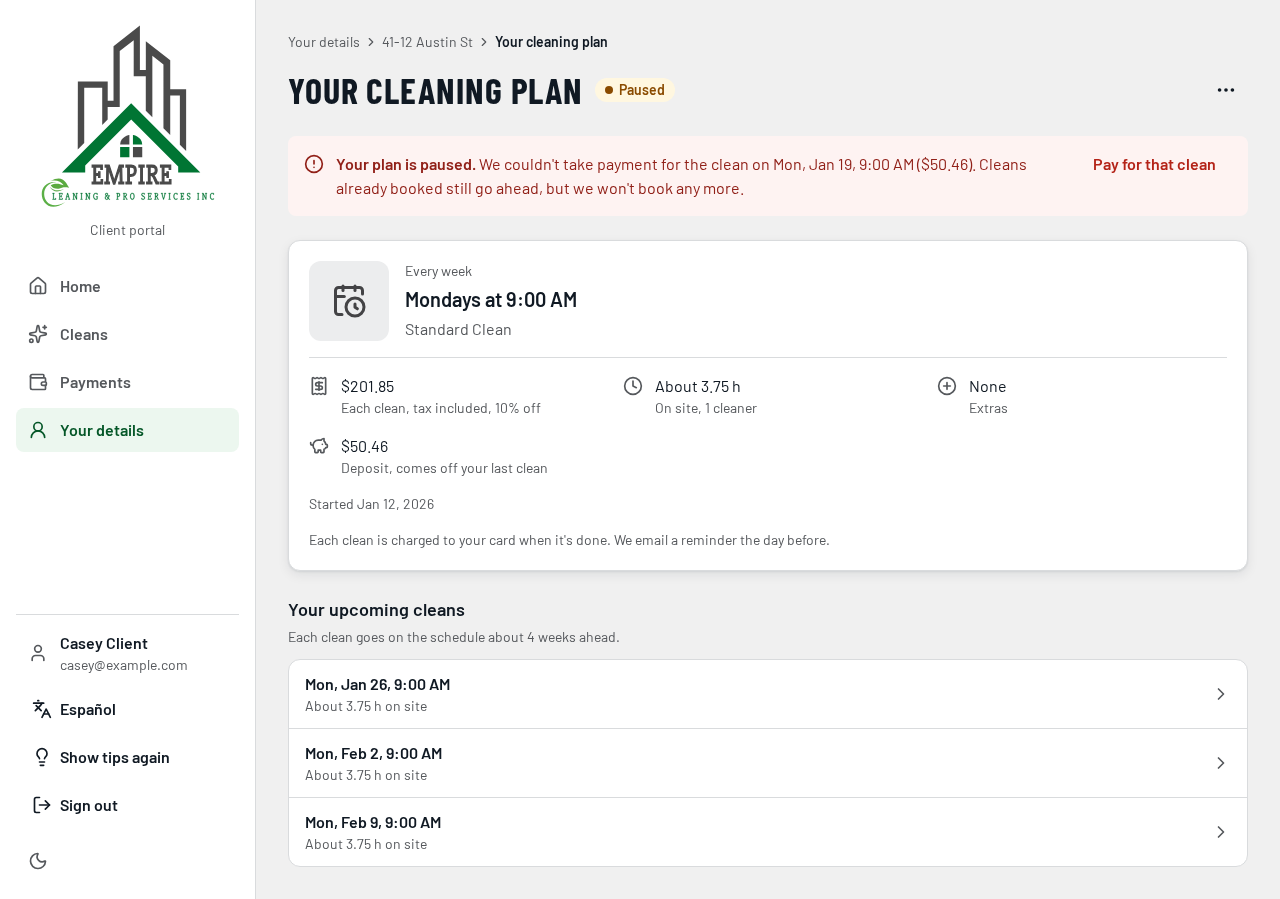 EMPIRE
LEANING & PRO SERVICES INC
Client portal
Home
Cleans
Payments
Your details
Casey Client
casey@example.com
Español
Show tips again
Sign out
Your details > 41-12 Austin St > Your cleaning plan
YOUR CLEANING PLAN
Paused
Your plan is paused. We couldn't take payment for the clean on Mon, Jan 19, 9:00 AM ($50.46). Cleans
already booked still go ahead, but we won't book any more.
Pay for that clean
Every week
Mondays at 9:00 AM
Standard Clean
$201.85
Each clean, tax included, 10% off
About 3.75 h
On site, 1 cleaner
None
Extras
$50.46
Deposit, comes off your last clean
Started Jan 12, 2026
Each clean is charged to your card when it's done. We email a reminder the day before.
Your upcoming cleans
Each clean goes on the schedule about 4 weeks ahead.
Mon, Jan 26, 9:00 AM
About 3.75 h on site
Mon, Feb 2, 9:00 AM
About 3.75 h on site
Mon, Feb 9, 9:00 AM
About 3.75 h on site